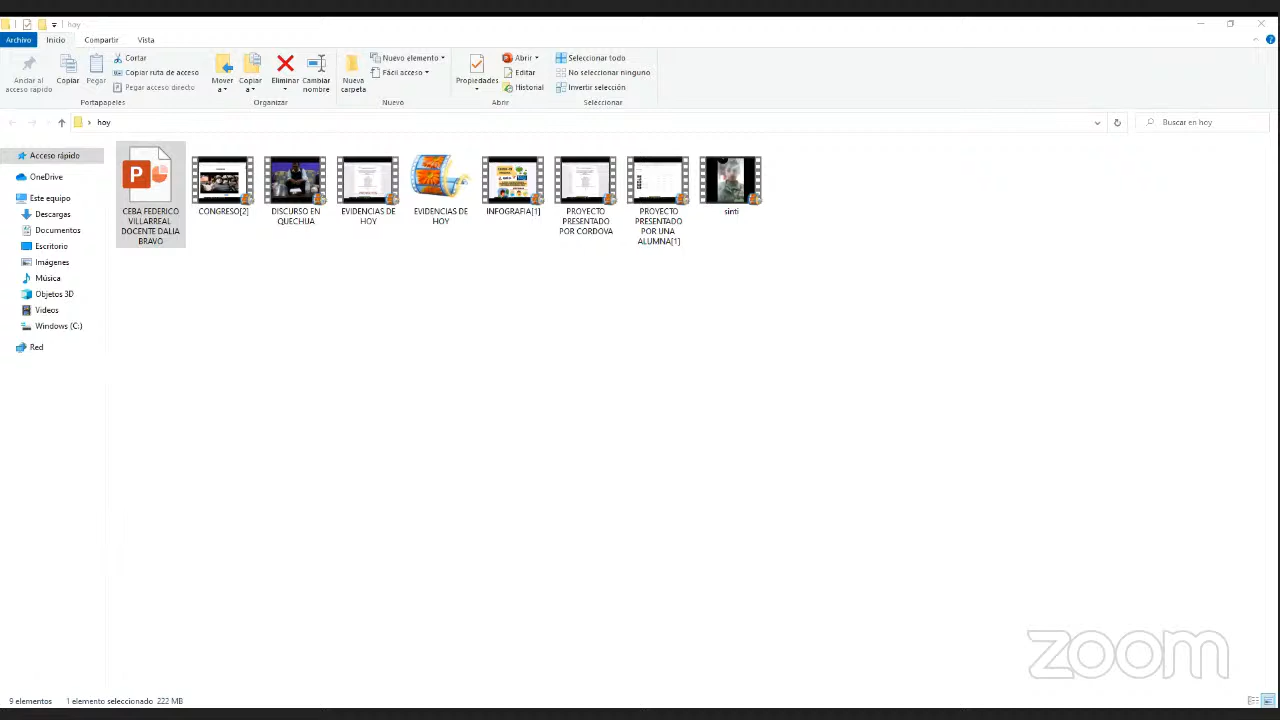 hoy
Archivo Inicio Compartir Vista
Anclar al acceso rápido
Copiar
Pegar
Cortar
Copiar ruta de acceso
Pegar acceso directo
Portapapeles
Mover a
Copiar a
Eliminar
Cambiar nombre
Organizar
Nueva carpeta
Nuevo elemento
Fácil acceso
Nuevo
Propiedades
Abrir
Editar
Historial
Abrir
Seleccionar todo
No seleccionar ninguno
Invertir selección
Seleccionar
hoy
Buscar en hoy
Acceso rápido
OneDrive
Este equipo
Descargas
Documentos
Escritorio
Imágenes
Música
Objetos 3D
Videos
Windows (C:)
Red
P
CEBA FEDERICO
VILLARREAL
DOCENTE DALIA
BRAVO
CONGRESO[2]
DISCURSO EN
QUECHUA
EVIDENCIAS DE
HOY
EVIDENCIAS DE
HOY
INFOGRAFIA[1]
PROYECTO
PRESENTADO
POR CORDOVA
PROYECTO
PRESENTADO
POR UNA
ALUMNA[1]
sinti
zoom
9 elementos 1 elemento seleccionado 222 MB